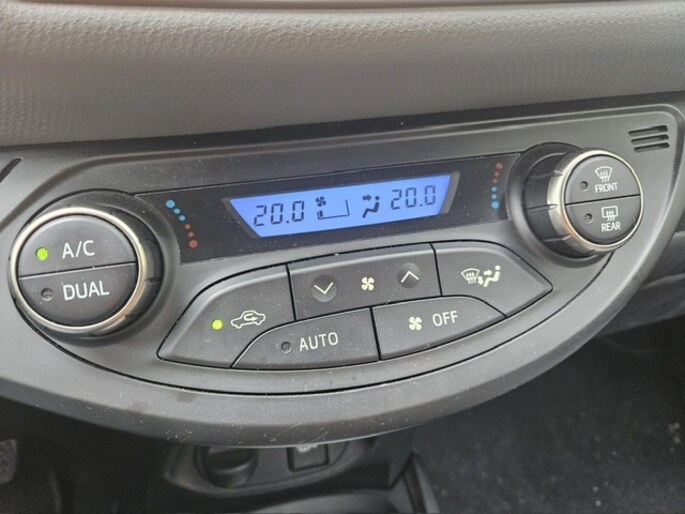 20.0 20.0
FRONT
REAR
A/C
DUAL
AUTO
OFF